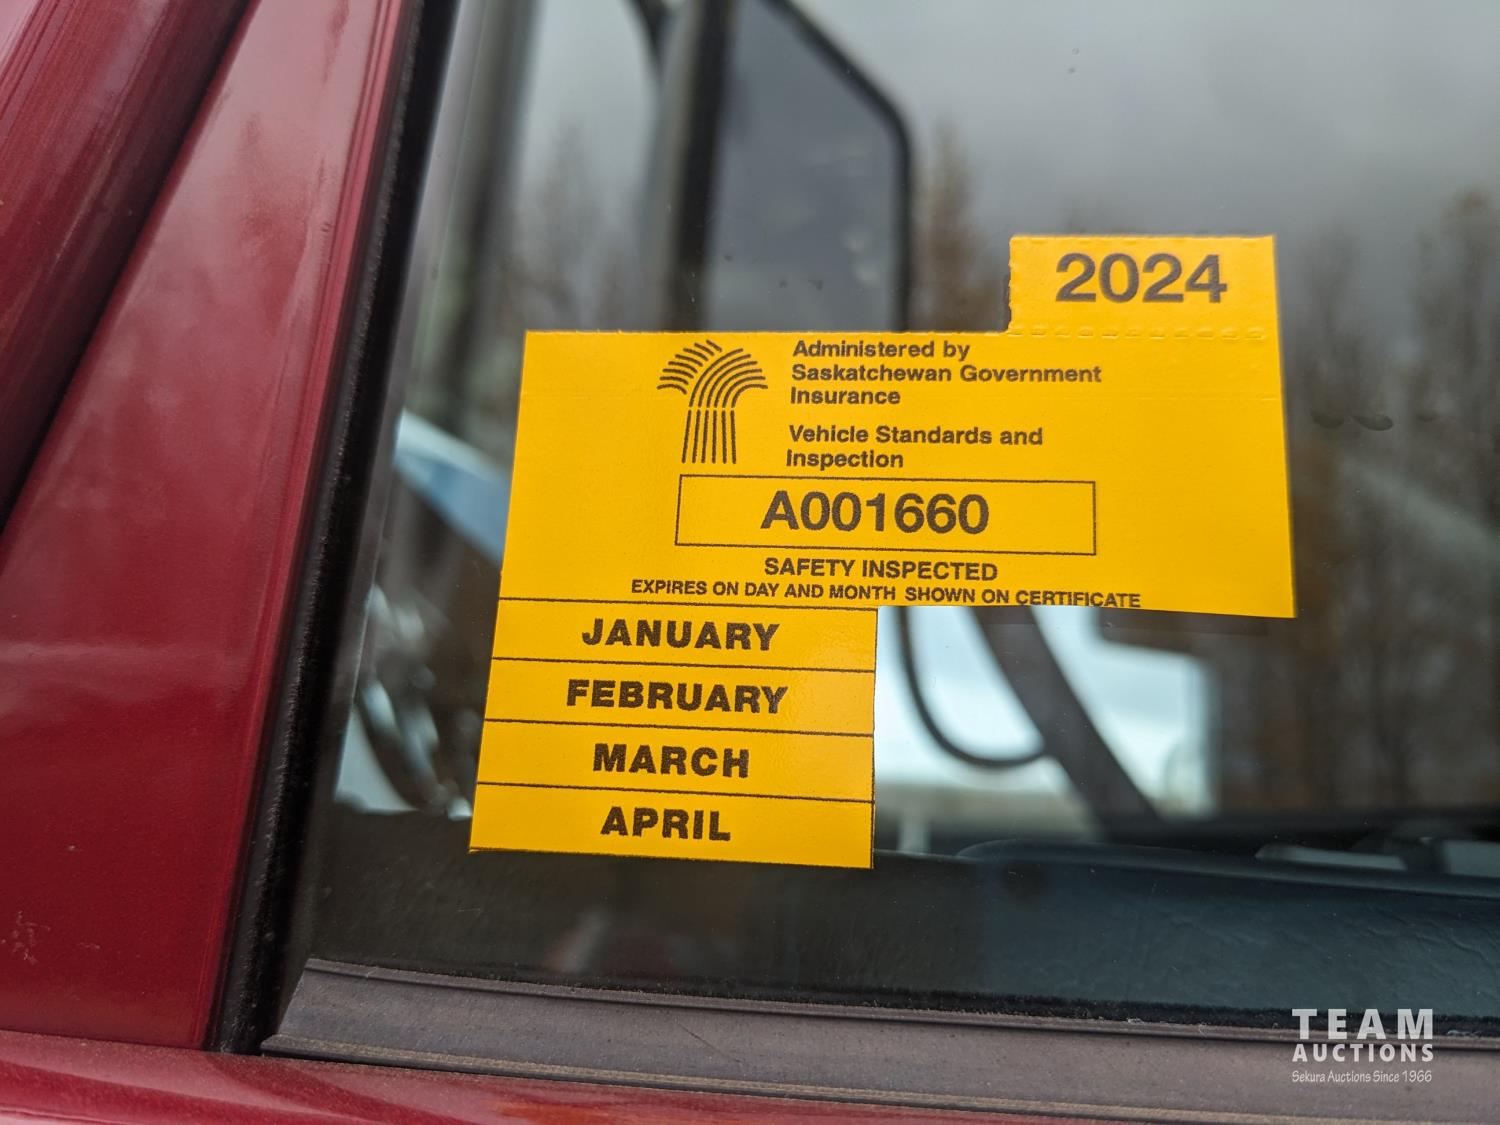 2024
Administered by
Saskatchewan Government
Insurance
Vehicle Standards and
Inspection
A001660
SAFETY INSPECTED
EXPIRES ON DAY AND MONTH SHOWN ON CERTIFICATE
JANUARY
FEBRUARY
MARCH
APRIL
TEAM
AUCTIONS
Sekura Auctions Since 1966